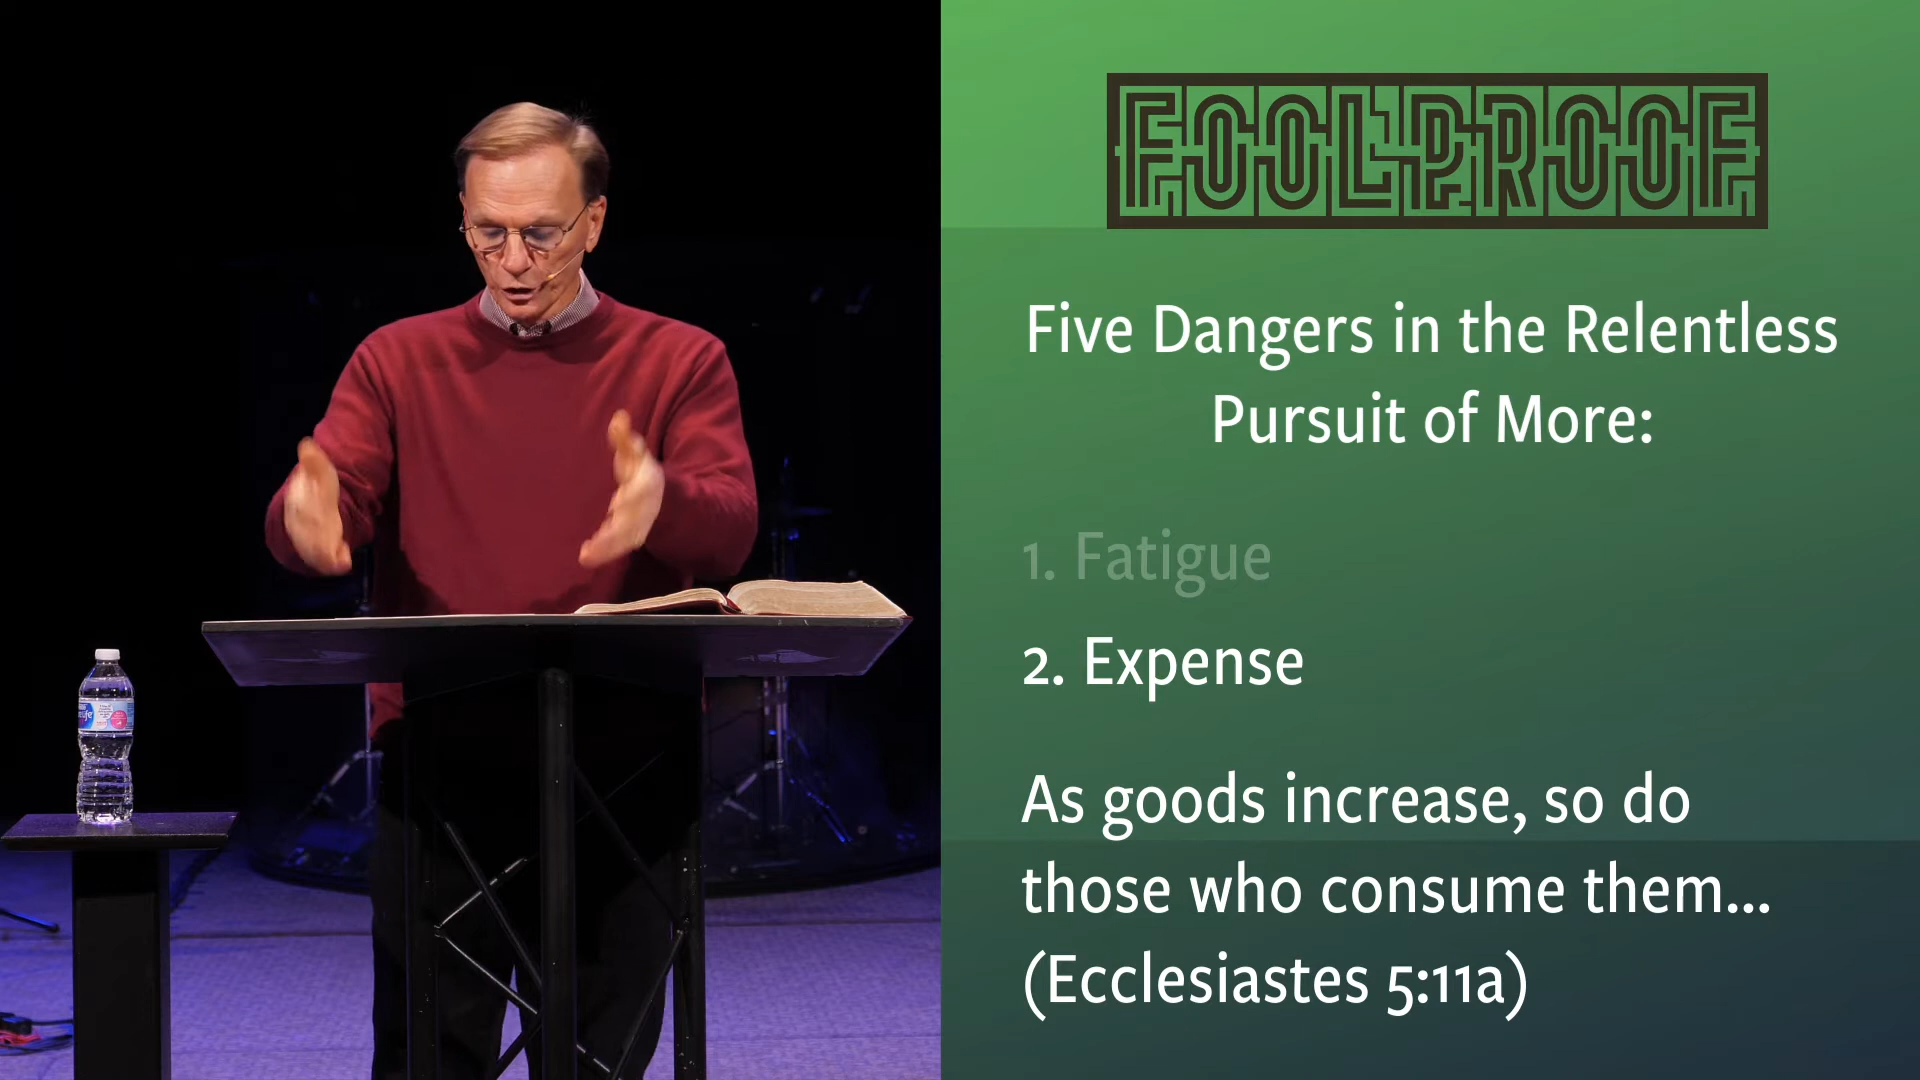 FOOLPROOF
Five Dangers in the Relentless
Pursuit of More:
1. Fatigue
2. Expense
As goods increase, so do
those who consume them...
(Ecclesiastes 5:11a)